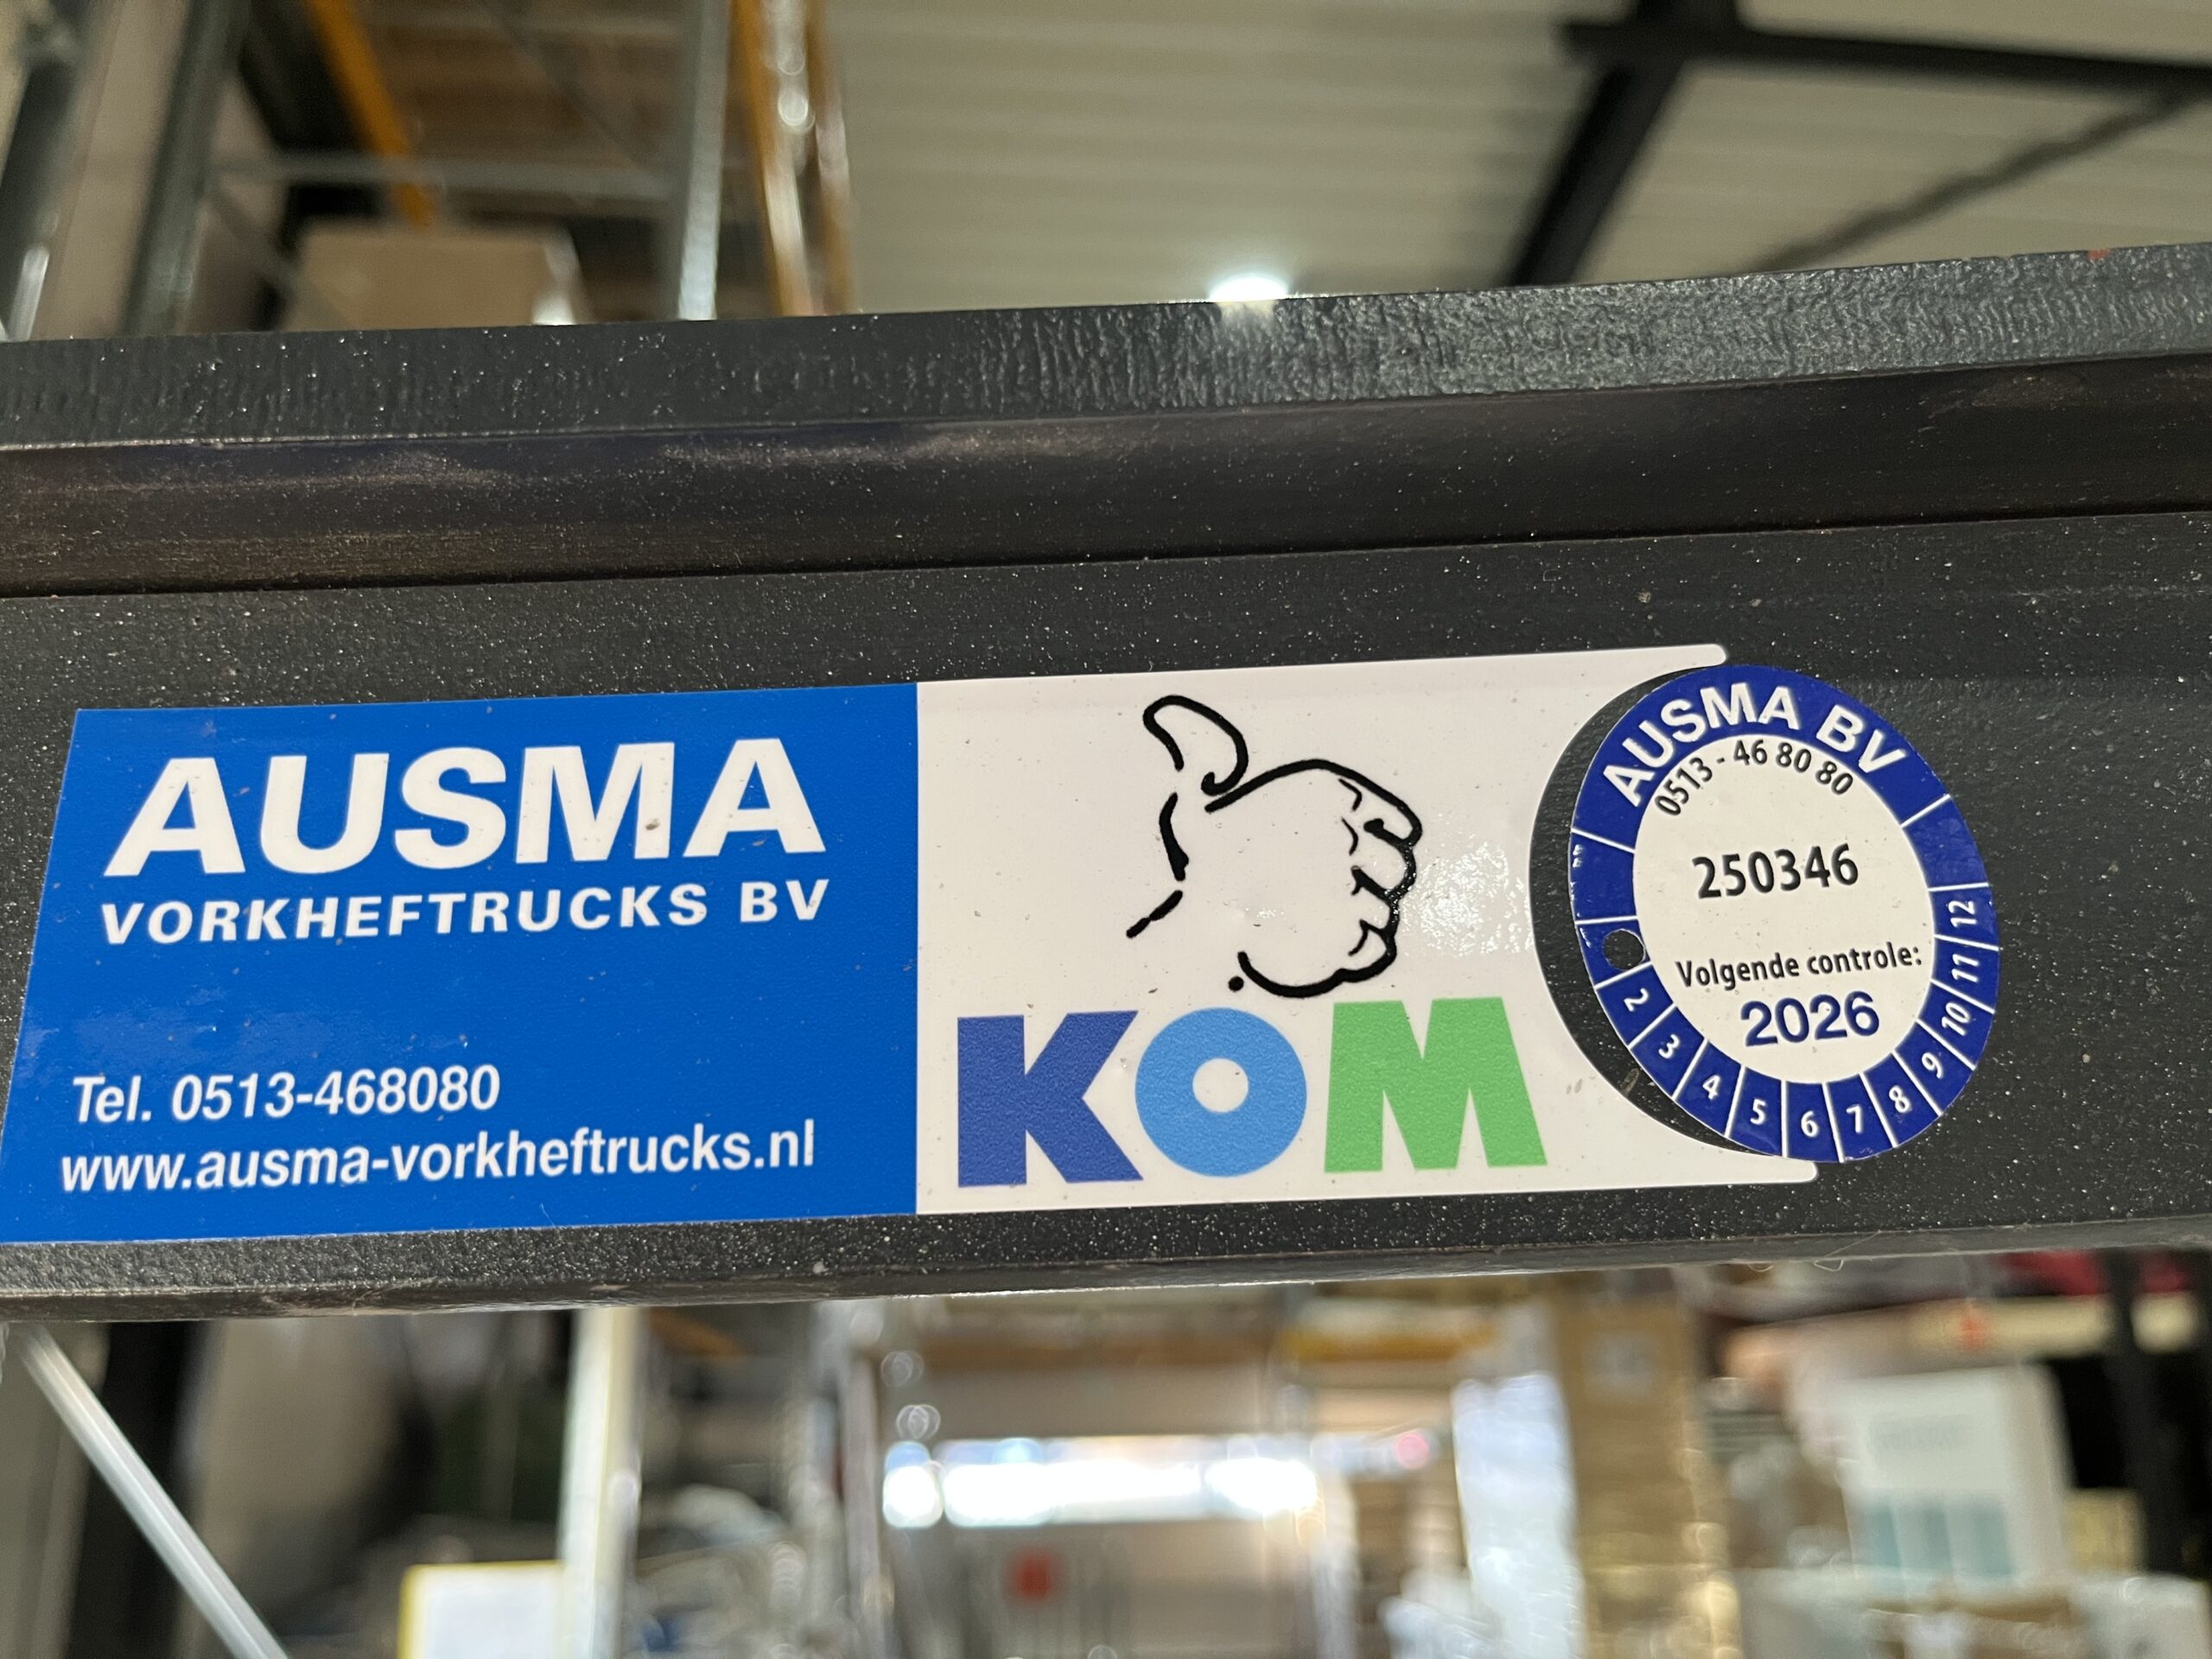 AUSMA
VORKHEFTRUCKS BV
Tel. 0513-468080
www.ausma-vorkheftrucks.nl
KOM
AUSMA BV
0513 - 46 80 80
250346
Volgende controle:
2026
2 3 4 5 6 7 8 9 10 11 12